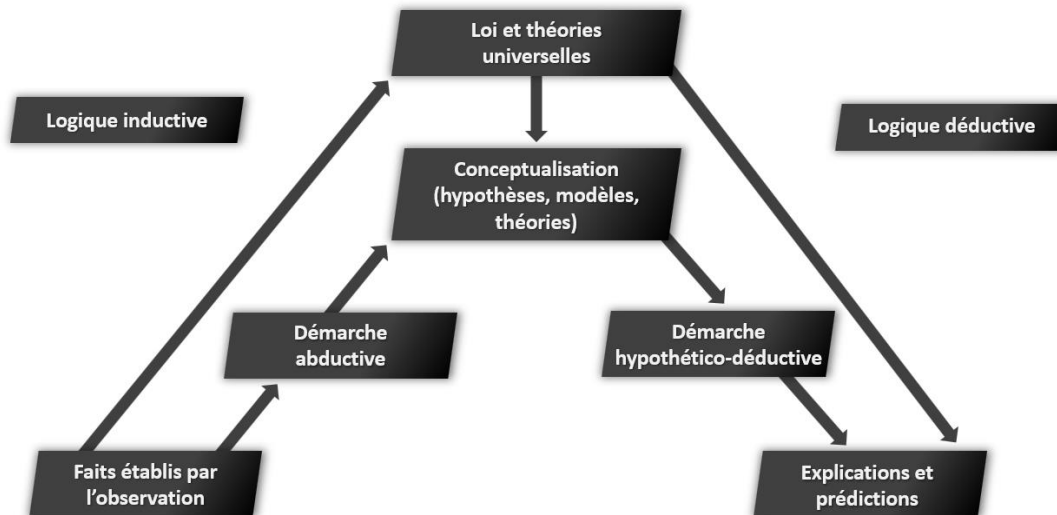 Loi et théories
universelles
Logique inductive
Logique déductive
Conceptualisation
(hypothèses, modèles,
théories)
Démarche
abductive
Démarche
hypothético-déductive
Faits établis par
l’observation
Explications et
prédictions